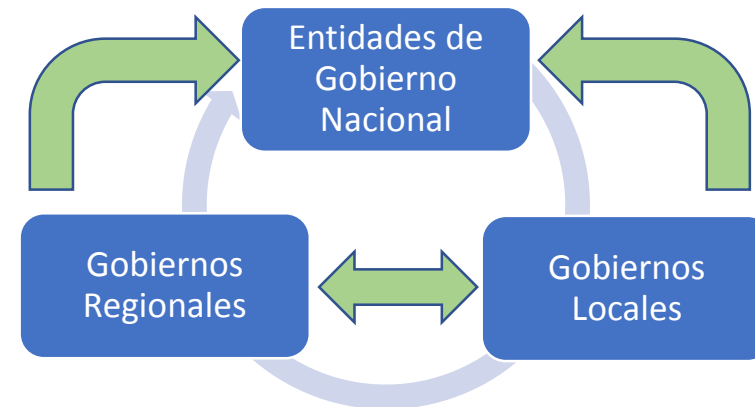 Entidades de
Gobierno
Nacional
Gobiernos
Regionales
Gobiernos
Locales